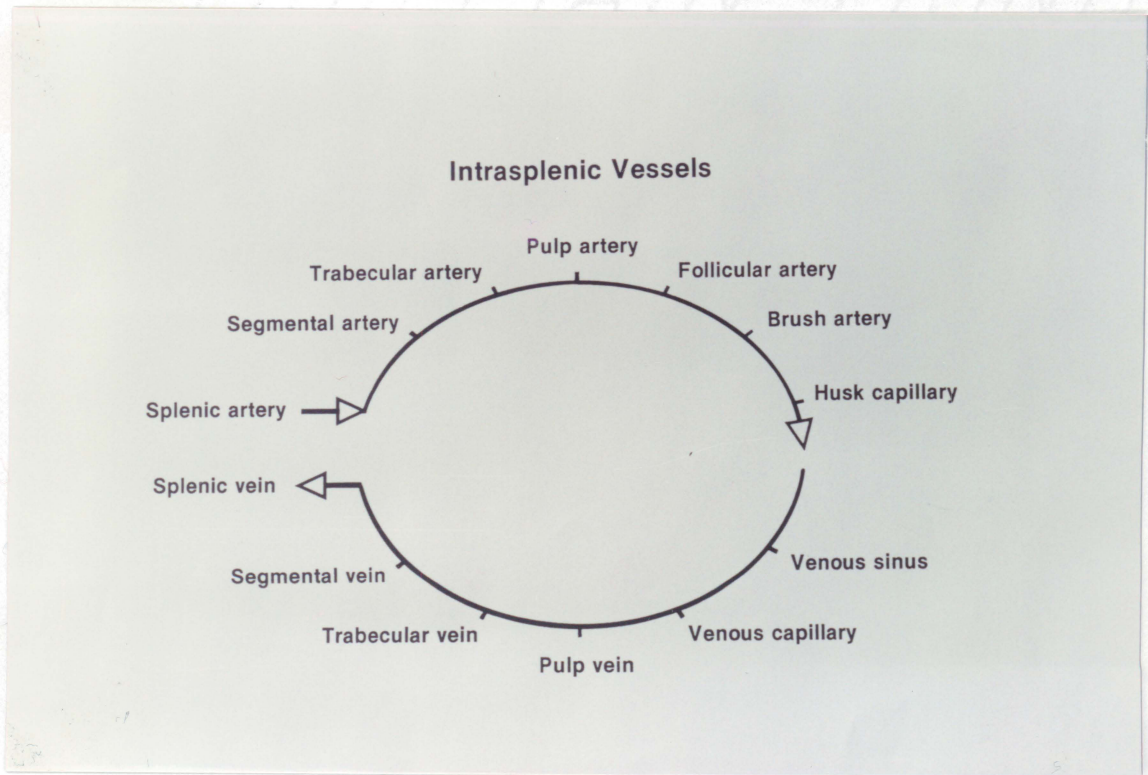 Intrasplenic Vessels
Pulp artery
Trabecular artery
Follicular artery
Segmental artery
Brush artery
Husk capillary
Splenic artery
Splenic vein
Venous sinus
Segmental vein
Venous capillary
Trabecular vein
Pulp vein